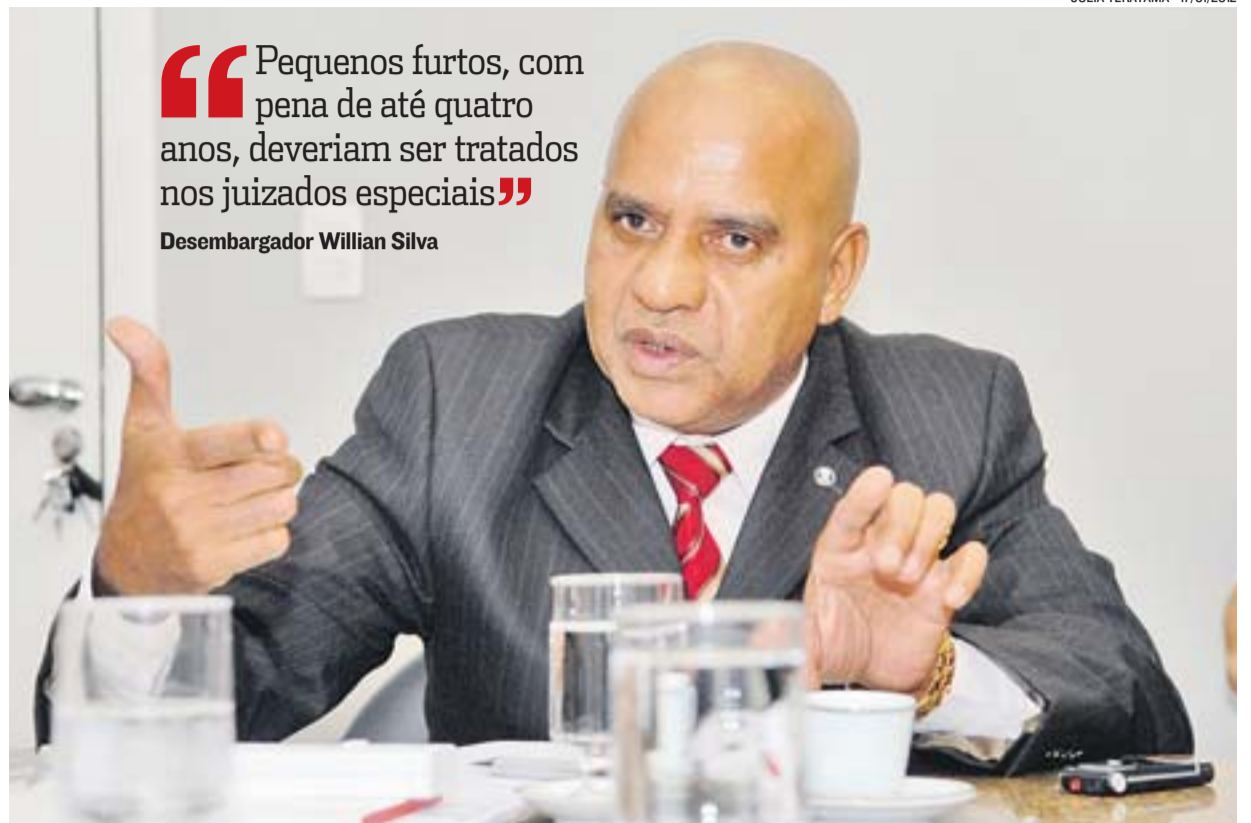 “Pequenos furtos, com
pena de até quatro
anos, deveriam ser tratados
nos juizados especiais”
Desembargador Willian Silva